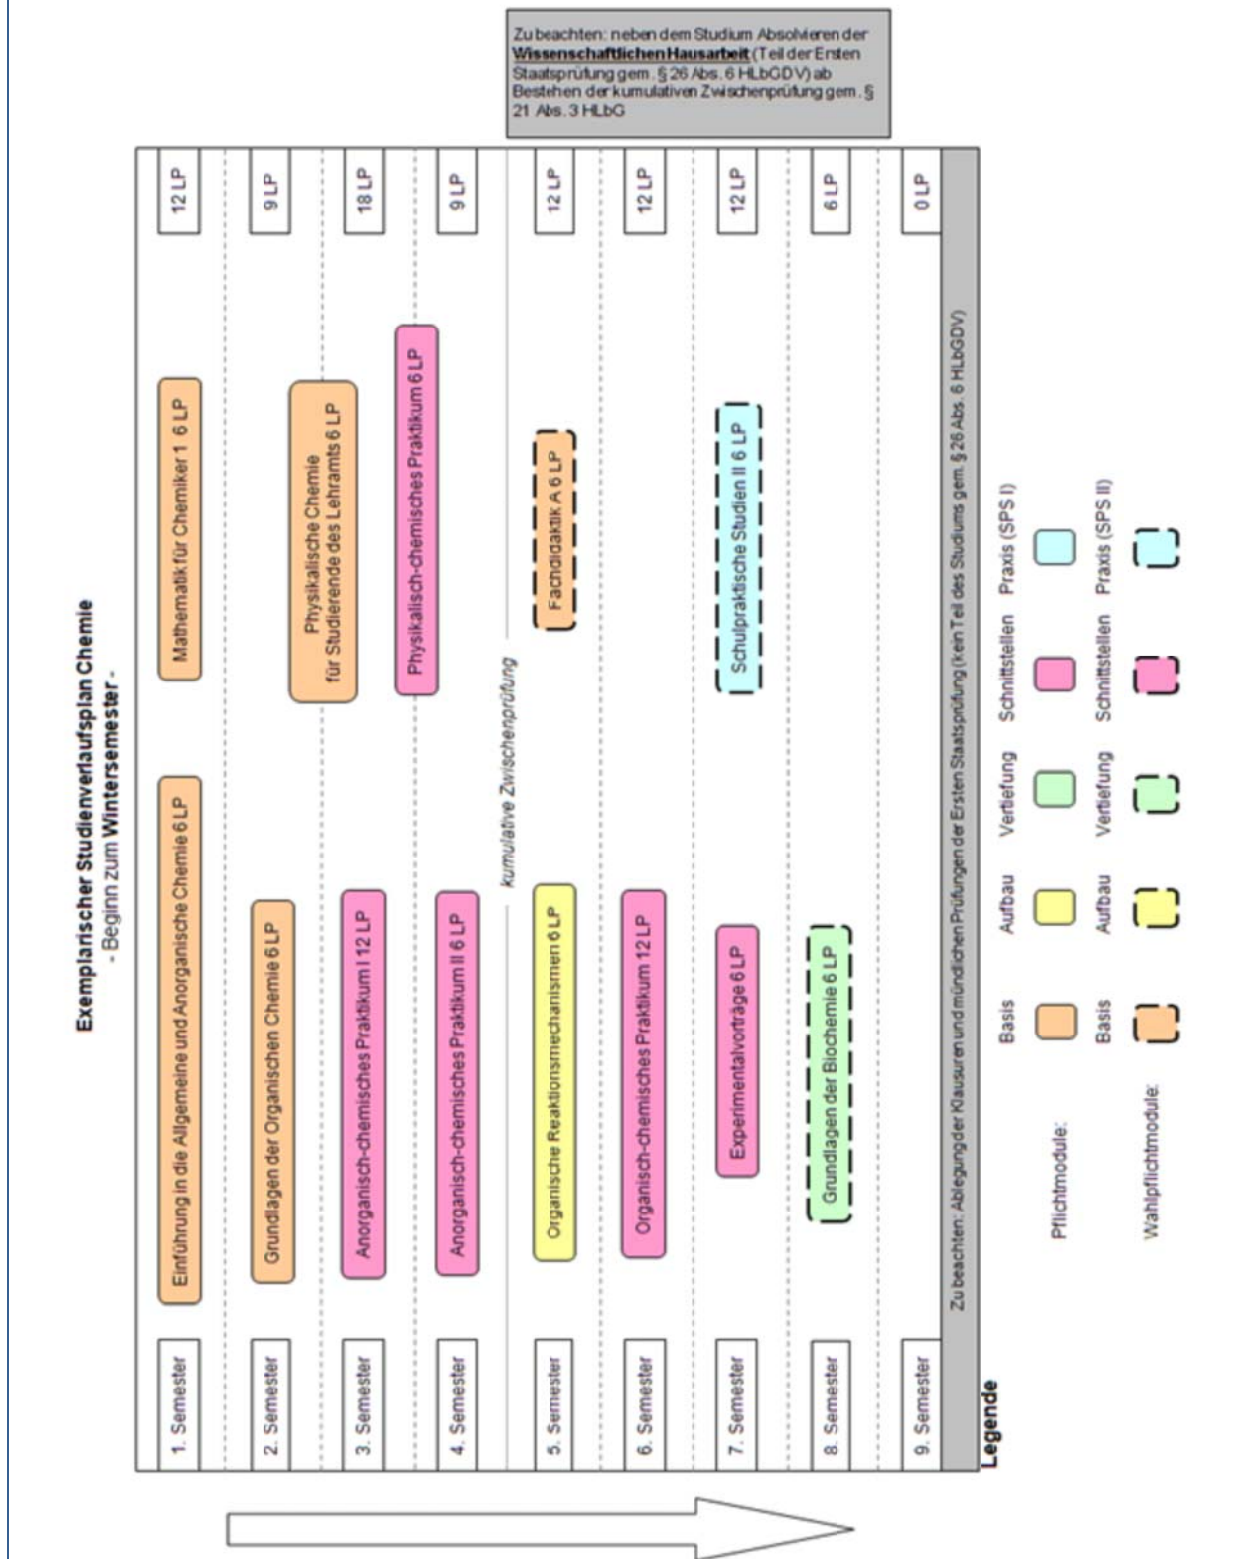 Exemplarischer Studienverlaufsplan Chemie
- Beginn zum Wintersemester -
Zu beachten: neben dem Studium Absolvieren der
Wissenschaftlichen Hausarbeit (Teil der Ersten
Staatsprüfung gem. § 26 Abs. 6 HLbGDV) ab
Bestehen der kumulativen Zwischenprüfung gem. §
21 Abs. 3 HLbG
1. Semester
Einführung in die Allgemeine und Anorganische Chemie 6 LP
Mathematik für Chemiker 1 6 LP
12 LP
2. Semester
Grundlagen der Organischen Chemie 6 LP
Physikalische Chemie
für Studierende des Lehramts 6 LP
9 LP
3. Semester
Anorganisch-chemisches Praktikum I 12 LP
Physikalisch-chemisches Praktikum 6 LP
18 LP
4. Semester
Anorganisch-chemisches Praktikum II 6 LP
9 LP
kumulative Zwischenprüfung
5. Semester
Organische Reaktionsmechanismen 6 LP
Fachdidaktik A 6 LP
12 LP
6. Semester
Organisch-chemisches Praktikum 12 LP
12 LP
7. Semester
Experimentalvorträge 6 LP
Schulpraktische Studien II 6 LP
12 LP
8. Semester
Grundlagen der Biochemie 6 LP
6 LP
9. Semester
0 LP
Zu beachten: Ablegung der Klausuren und mündlichen Prüfungen der Ersten Staatsprüfung (kein Teil des Studiums gem. § 26 Abs. 6 HLbGDV)
Legende
Basis Aufbau Vertiefung Schnittstellen Praxis (SPS I)
Pflichtmodule:
Basis Aufbau Vertiefung Schnittstellen Praxis (SPS II)
Wahlpflichtmodule: